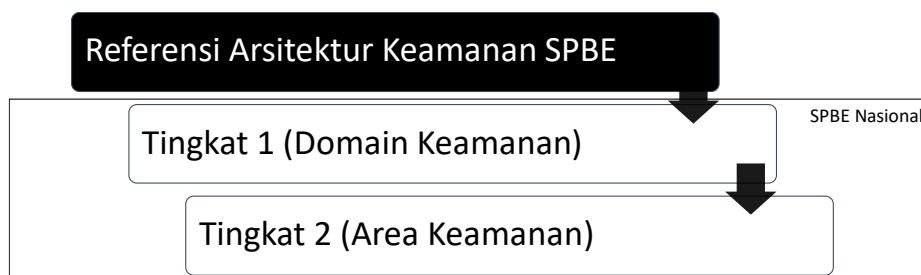 Referensi Arsitektur Keamanan SPBE
SPBE Nasional
Tingkat 1 (Domain Keamanan)
Tingkat 2 (Area Keamanan)